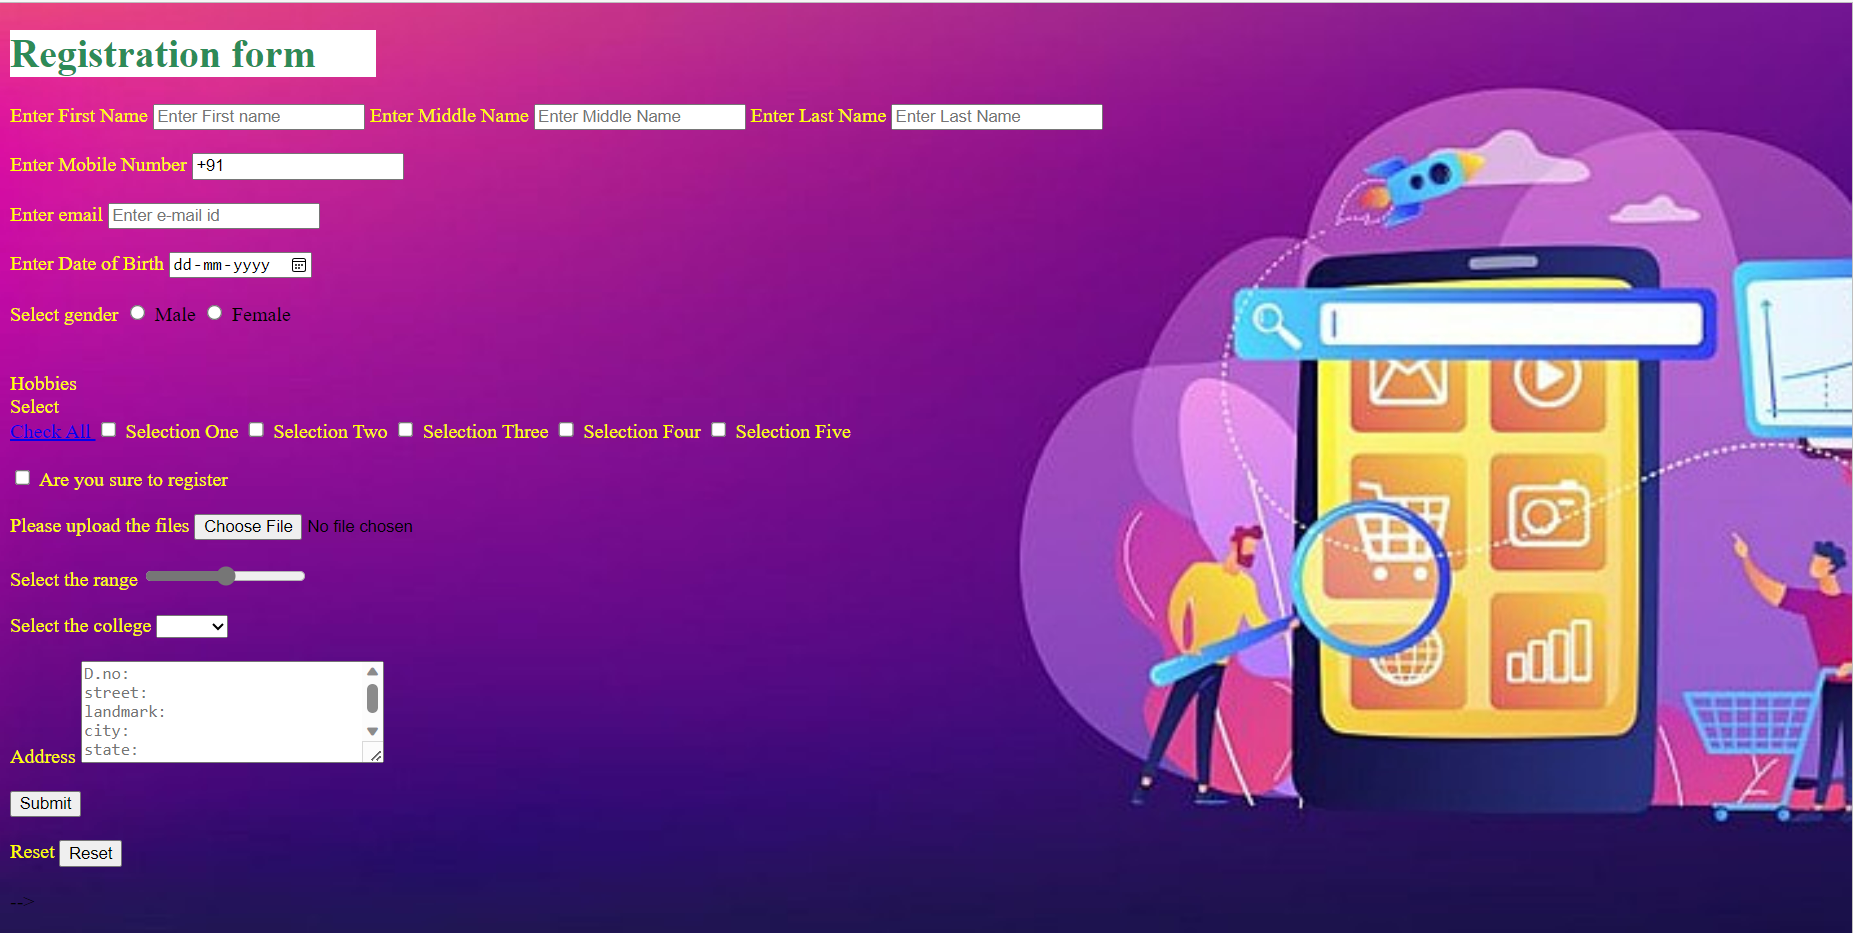 Registration form
Enter First Name Enter First name Enter Middle Name Enter Middle Name Enter Last Name Enter Last Name
Enter Mobile Number +91
Enter email Enter e-mail id
Enter Date of Birth dd-mm-yyyy
Select gender Male Female
Hobbies
Select
Check All Selection One Selection Two Selection Three Selection Four Selection Five
Are you sure to register
Please upload the files Choose File No file chosen
Select the range
Select the college
D.no:
street:
landmark:
city:
state:
Address
Submit
Reset Reset
-->